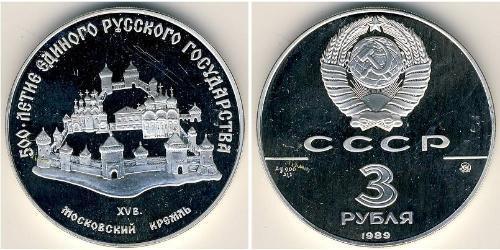 500-ЛЕТИЕ ЕДИНОГО РУССКОГО ГОСУДАРСТВА
XV В.
МОСКОВСКИЙ КРЕМЛЬ
СССР
3
РУБЛЯ
1989